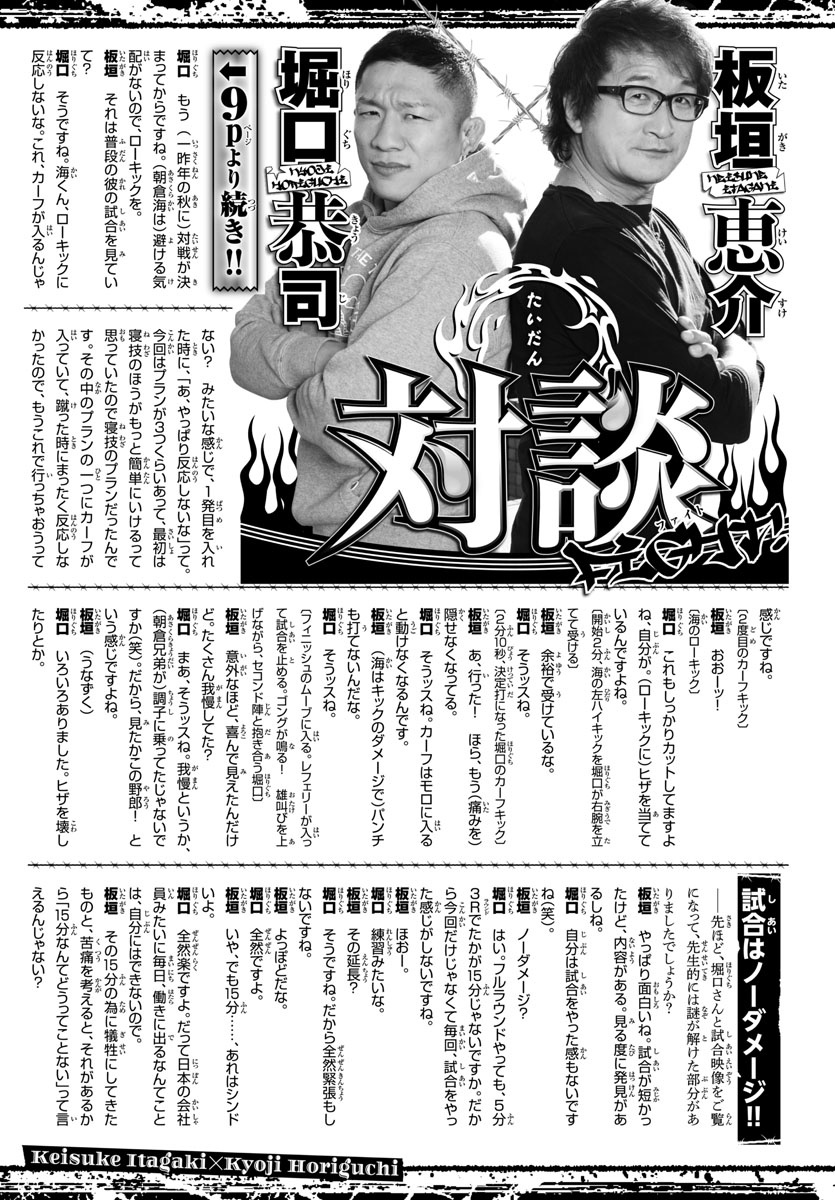 板垣恵介
KEISUKE
ITAGAKI
堀口恭司
KYOJI
HORIGUCHI
対談
たいだん
ファイト
←9pより続き!!
堀口　もう（一昨年の秋に）対戦が決
まってからですね。（朝倉海は）避ける気
配がないので、ローキックを。
板垣　それは普段の彼の試合を見てい
て?
堀口　そうですね。海くん、ローキックに
反応しないな。これ、カーフが入るんじゃ
ない?　みたいな感じで、1発目を入れ
た時に、「あ、やっぱり反応しないな」って。
今回はプランが3つくらいあって、最初は
寝技のほうがもっと簡単にいけるって
思っていたので寝技のプランだったんで
す。その中のプランの一つにカーフが
入っていて、蹴った時にまったく反応しな
かったので、もうこれで行っちゃおうって
感じですね。
〔2度目のカーフキック〕
板垣　おおーッ!
〔海のローキック〕
堀口　これもしっかりカットしてますよ
ね、自分が。（ローキックに）ヒザを当てて
いるんですよね。
〔開始2分、海の左ハイキックを堀口が右腕を立
てて受ける〕
板垣　余裕で受けているな。
堀口　そうッスね。
〔2分10秒、決定打になった堀口のカーフキック〕
板垣　あ、行った!　ほら、もう（痛みを）
隠せなくなってる。
堀口　そうッスね。カーフはモロに入る
と動けなくなるんです。
板垣　（海はキックのダメージで）パンチ
も打てないんだな。
堀口　そうッスね。
〔フィニッシュのムーブに入る。レフェリーが入っ
て試合を止める。ゴングが鳴る!　雄叫びを上
げながら、セコンド陣と抱き合う堀口〕
板垣　意外なほど、喜んで見えたんだけ
ど。たくさん我慢してた?
堀口　まあ、そうッスね。我慢というか、
（朝倉兄弟が）調子に乗ってたじゃないで
すか（笑）。だから、見たかこの野郎!　と
いう感じですよね。
板垣　（うなずく）
堀口　いろいろありました。ヒザを壊し
たりとか。
試合はノーダメージ!!
──先ほど、堀口さんと試合映像をご覧
になって、先生的には謎が解けた部分があ
りましたでしょうか?
板垣　やっぱり面白いね。試合が短かっ
たけど、内容がある。見る度に発見があ
るしね。
堀口　自分は試合をやった感もないです
ね（笑）。
板垣　ノーダメージ?
堀口　はい。フルラウンドやっても、5分
3Rでたかが15分じゃないですか。だか
ら今回だけじゃなくて毎回、試合をやっ
た感じがしないですね。
板垣　ほおー。
堀口　練習みたいな。
板垣　その延長?
堀口　そうですね。だから全然緊張もし
ないですね。
板垣　よっぽどだな。
堀口　全然ですよ。
板垣　いや、でも15分……、あれはシンド
いよ。
堀口　全然楽ですよ。だって日本の会社
員みたいに毎日、働きに出るなんてこと
は、自分にはできないので。
板垣　その15分の為に犠牲にしてきた
ものと、苦痛を考えると、それがあるか
ら「15分なんてどうってことない」って言
えるんじゃない?
Keisuke Itagaki×Kyoji Horiguchi